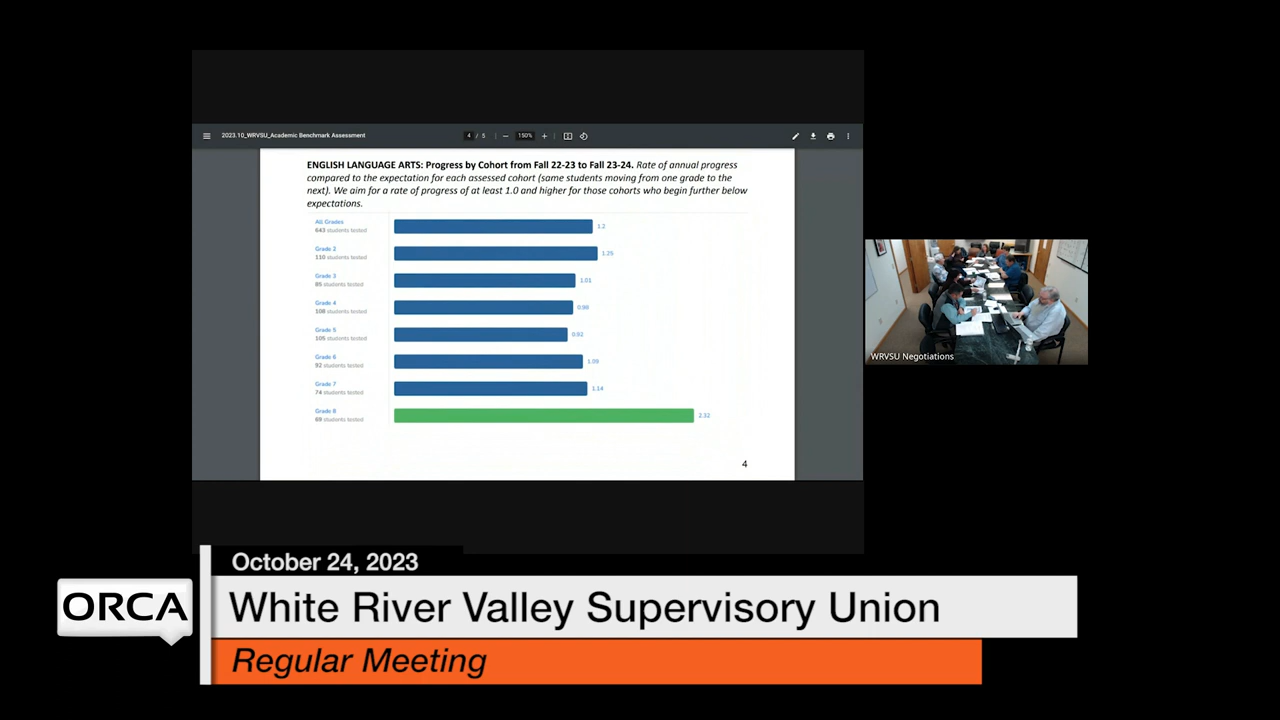 2023.10_WRVSU_Academic Benchmark Assessment
4 / 5
150%
ENGLISH LANGUAGE ARTS: Progress by Cohort from Fall 22-23 to Fall 23-24. Rate of annual progress
compared to the expectation for each assessed cohort (same students moving from one grade to the
next). We aim for a rate of progress of at least 1.0 and higher for those cohorts who begin further below
expectations.
All Grades
643 students tested
1.2
Grade 2
110 students tested
1.25
Grade 3
85 students tested
1.01
Grade 4
108 students tested
0.98
Grade 5
105 students tested
0.92
Grade 6
92 students tested
1.09
Grade 7
74 students tested
1.14
Grade 8
69 students tested
2.32
4
WRVSU Negotiations
October 24, 2023
ORCA
White River Valley Supervisory Union
Regular Meeting